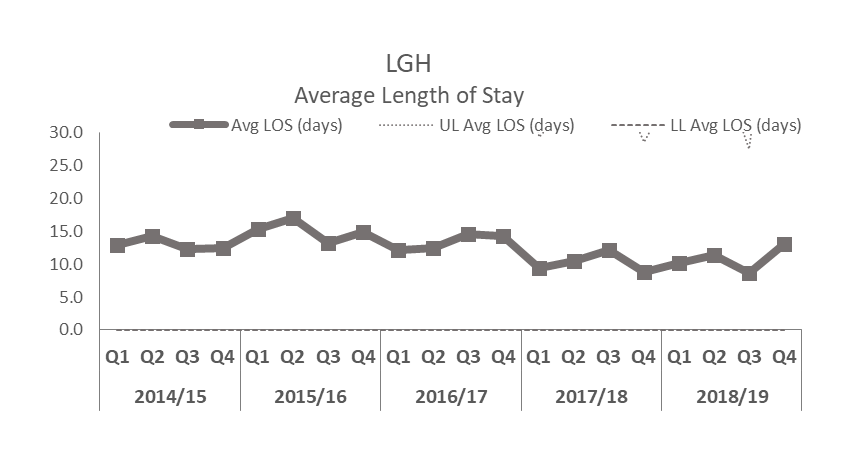 LGH
Average Length of Stay
Avg LOS (days) UL Avg LOS (days) LL Avg LOS (days)
30.0
25.0
20.0
15.0
10.0
5.0
0.0
Q1 Q2 Q3 Q4 Q1 Q2 Q3 Q4 Q1 Q2 Q3 Q4 Q1 Q2 Q3 Q4 Q1 Q2 Q3 Q4
2014/15 2015/16 2016/17 2017/18 2018/19